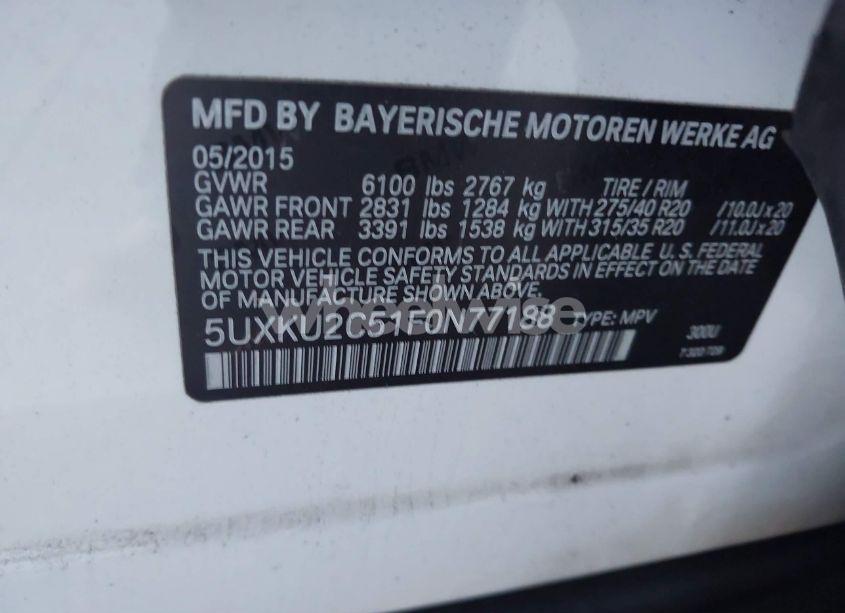 MFD BY BAYERISCHE MOTOREN WERKE AG
05/2015
GVWR 6100 lbs 2767 kg TIRE / RIM
GAWR FRONT 2831 lbs 1284 kg WITH 275/40 R20 /10.0J x 20
GAWR REAR 3391 lbs 1538 kg WITH 315/35 R20 /11.0J x 20
THIS VEHICLE CONFORMS TO ALL APPLICABLE U. S. FEDERAL
MOTOR VEHICLE SAFETY STANDARDS IN EFFECT ON THE DATE
OF MANUFACTURE SHOWN ABOVE.
5UXKU2C51F0N77188 TYPE: MPV 300U